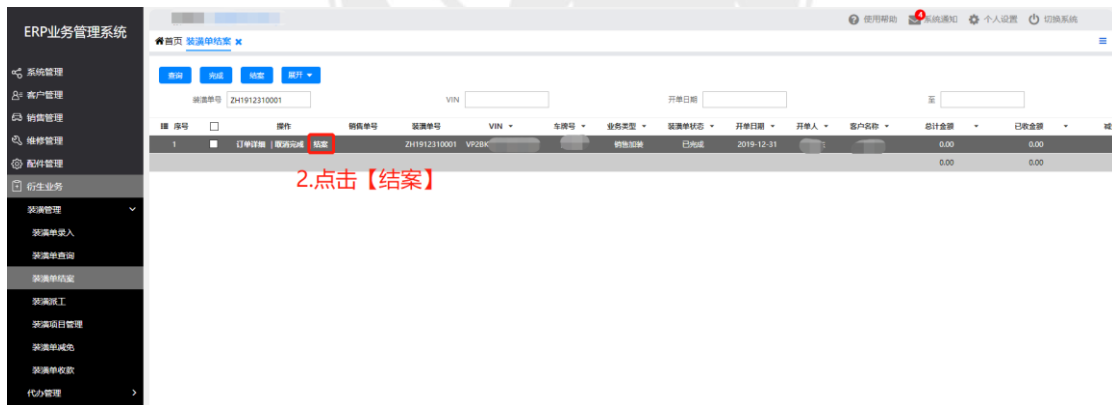 ERP业务管理系统
使用帮助 4 系统通知 个人设置 切换系统
首页 装潢单结案 ×
系统管理
客户管理
销售管理
维修管理
配件管理
衍生业务
装潢管理
装潢单录入
装潢单查询
装潢单结案
装潢派工
装潢项目管理
装潢单减免
装潢单收款
代办管理
查询 完成 结案 展开
装潢单号 ZH1912310001 VIN 开单日期 至
序号 操作 销售单号 装潢单号 VIN 车牌号 业务类型 装潢单状态 开单日期 开单人 客户名称 总计金额 已收金额 减
1 订单详细 | 取消完成 结案 ZH1912310001 VP2BK 销售加装 已完成 2019-12-31 0.00 0.00
0.00 0.00
2.点击【结案】